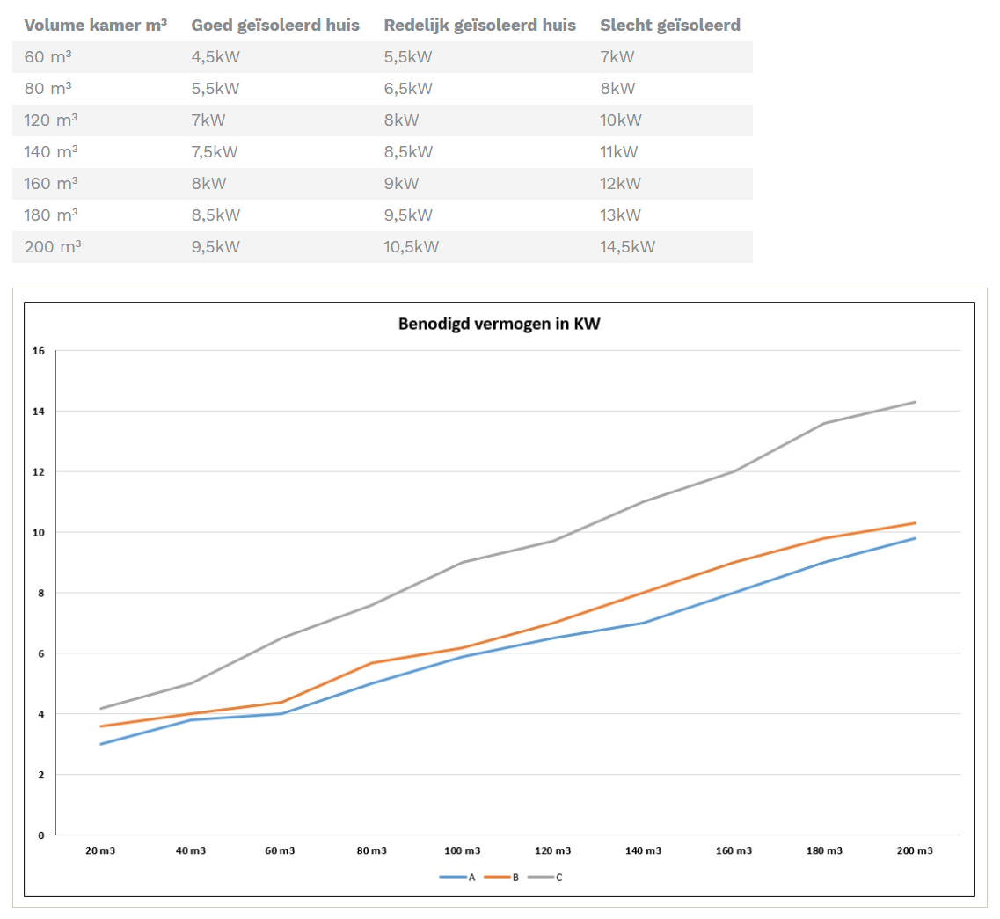 Volume kamer m³ Goed geïsoleerd huis Redelijk geïsoleerd huis Slecht geïsoleerd
60 m³ 4,5kW 5,5kW 7kW
80 m³ 5,5kW 6,5kW 8kW
120 m³ 7kW 8kW 10kW
140 m³ 7,5kW 8,5kW 11kW
160 m³ 8kW 9kW 12kW
180 m³ 8,5kW 9,5kW 13kW
200 m³ 9,5kW 10,5kW 14,5kW
Benodigd vermogen in KW
16
14
12
10
8
6
4
2
0
20 m3 40 m3 60 m3 80 m3 100 m3 120 m3 140 m3 160 m3 180 m3 200 m3
A B C